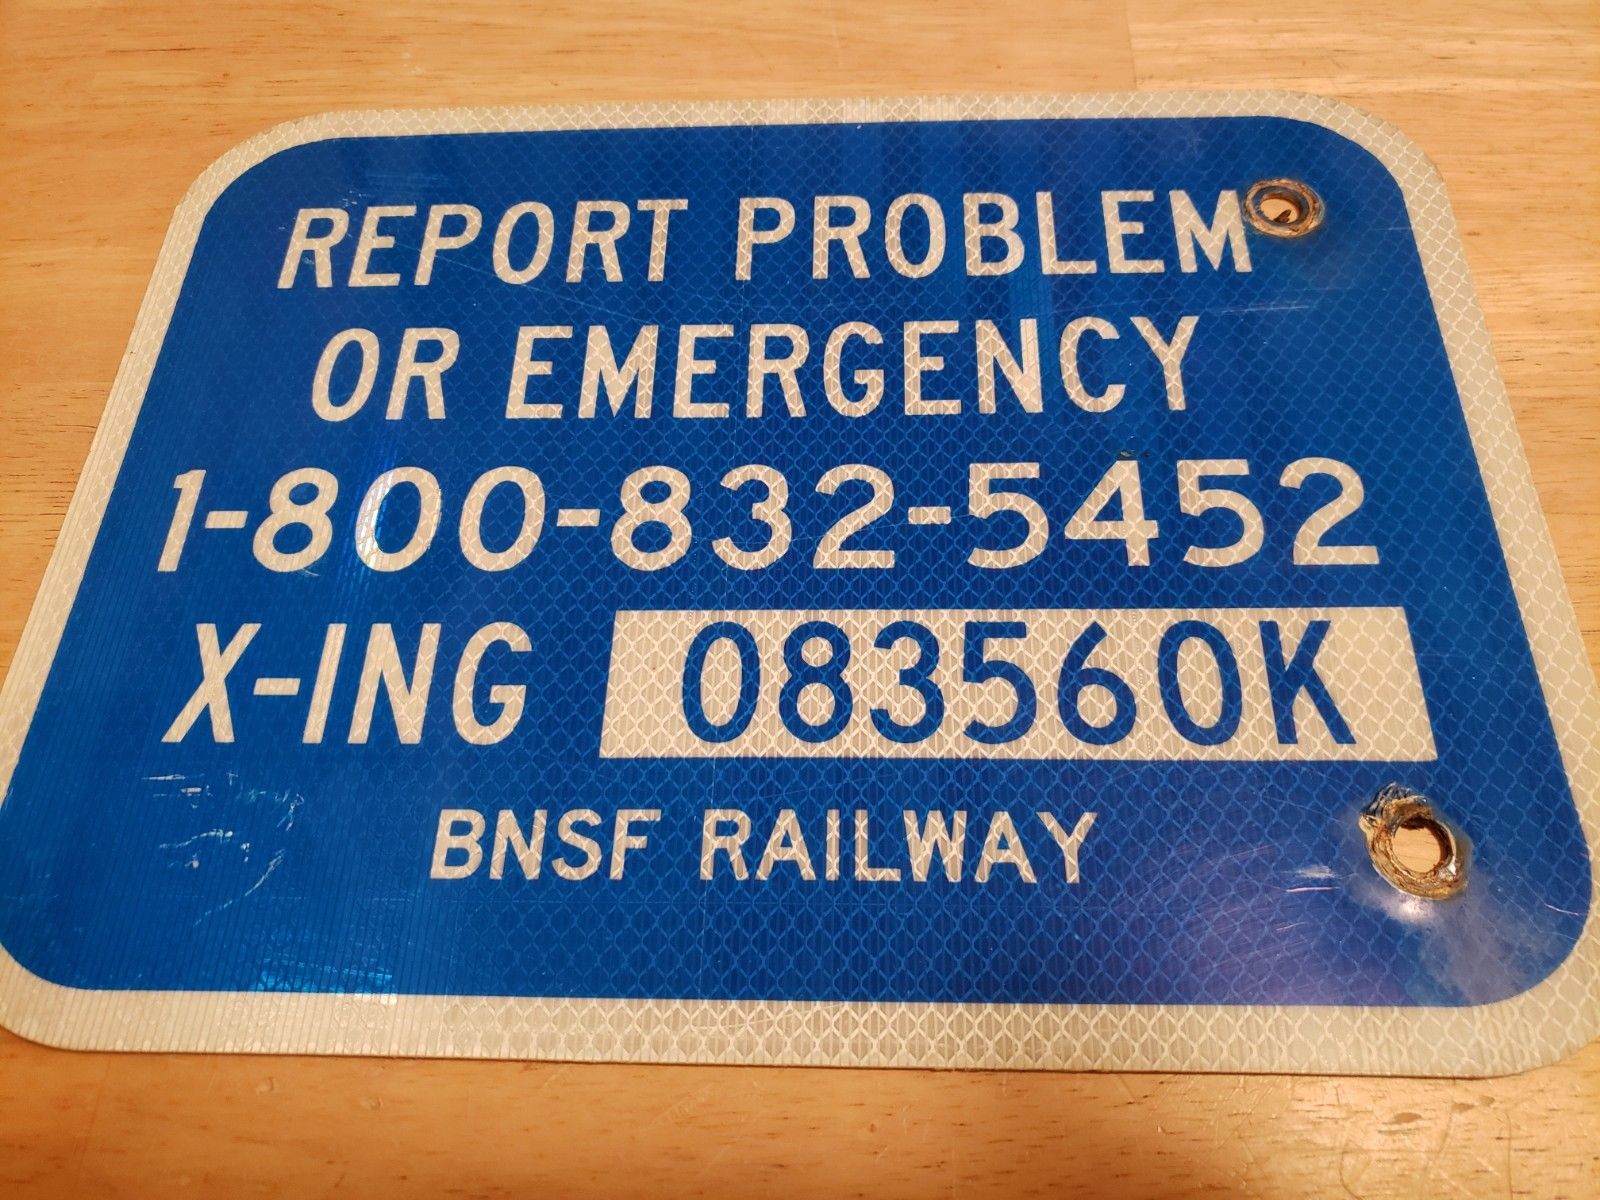 REPORT PROBLEM
OR EMERGENCY
1-800-832-5452
X-ING 083560K
BNSF RAILWAY